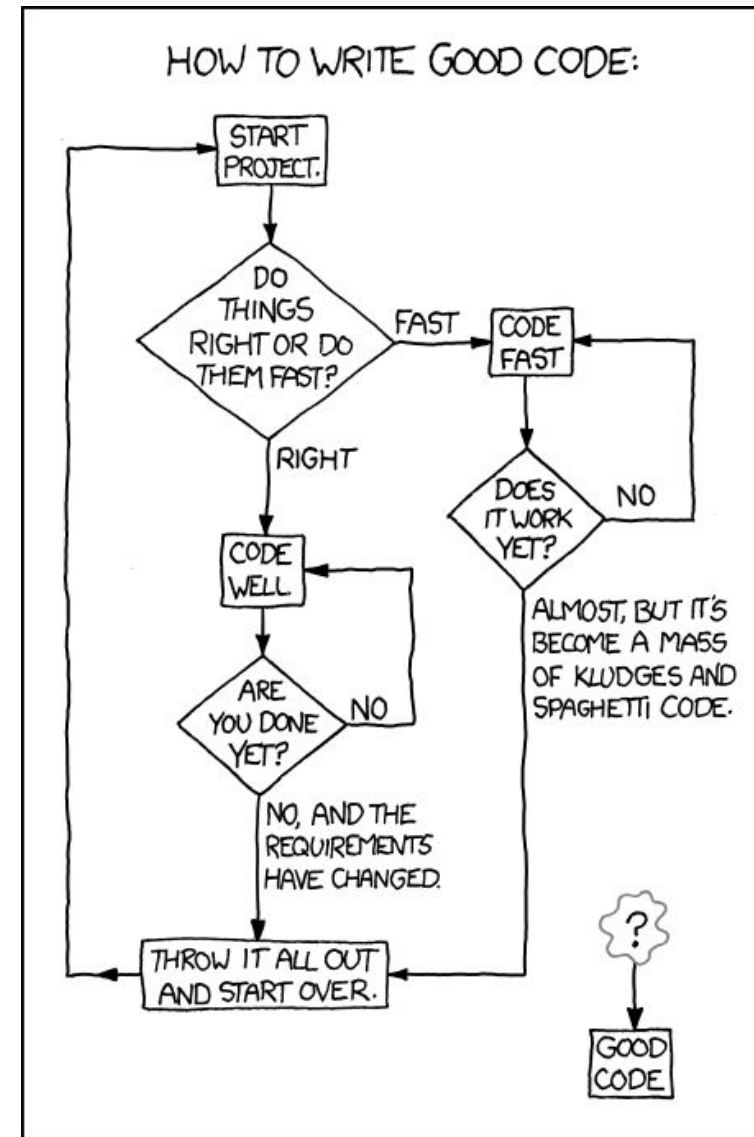 HOW TO WRITE GOOD CODE:
START
PROJECT.
DO
THINGS
RIGHT OR DO
THEM FAST?
FAST
CODE
FAST
RIGHT
DOES
IT WORK
YET?
NO
CODE
WELL.
ALMOST, BUT IT'S
BECOME A MASS
OF KLUDGES AND
SPAGHETTI CODE.
ARE
YOU DONE
YET?
NO
NO, AND THE
REQUIREMENTS
HAVE CHANGED.
THROW IT ALL OUT
AND START OVER.
?
GOOD
CODE